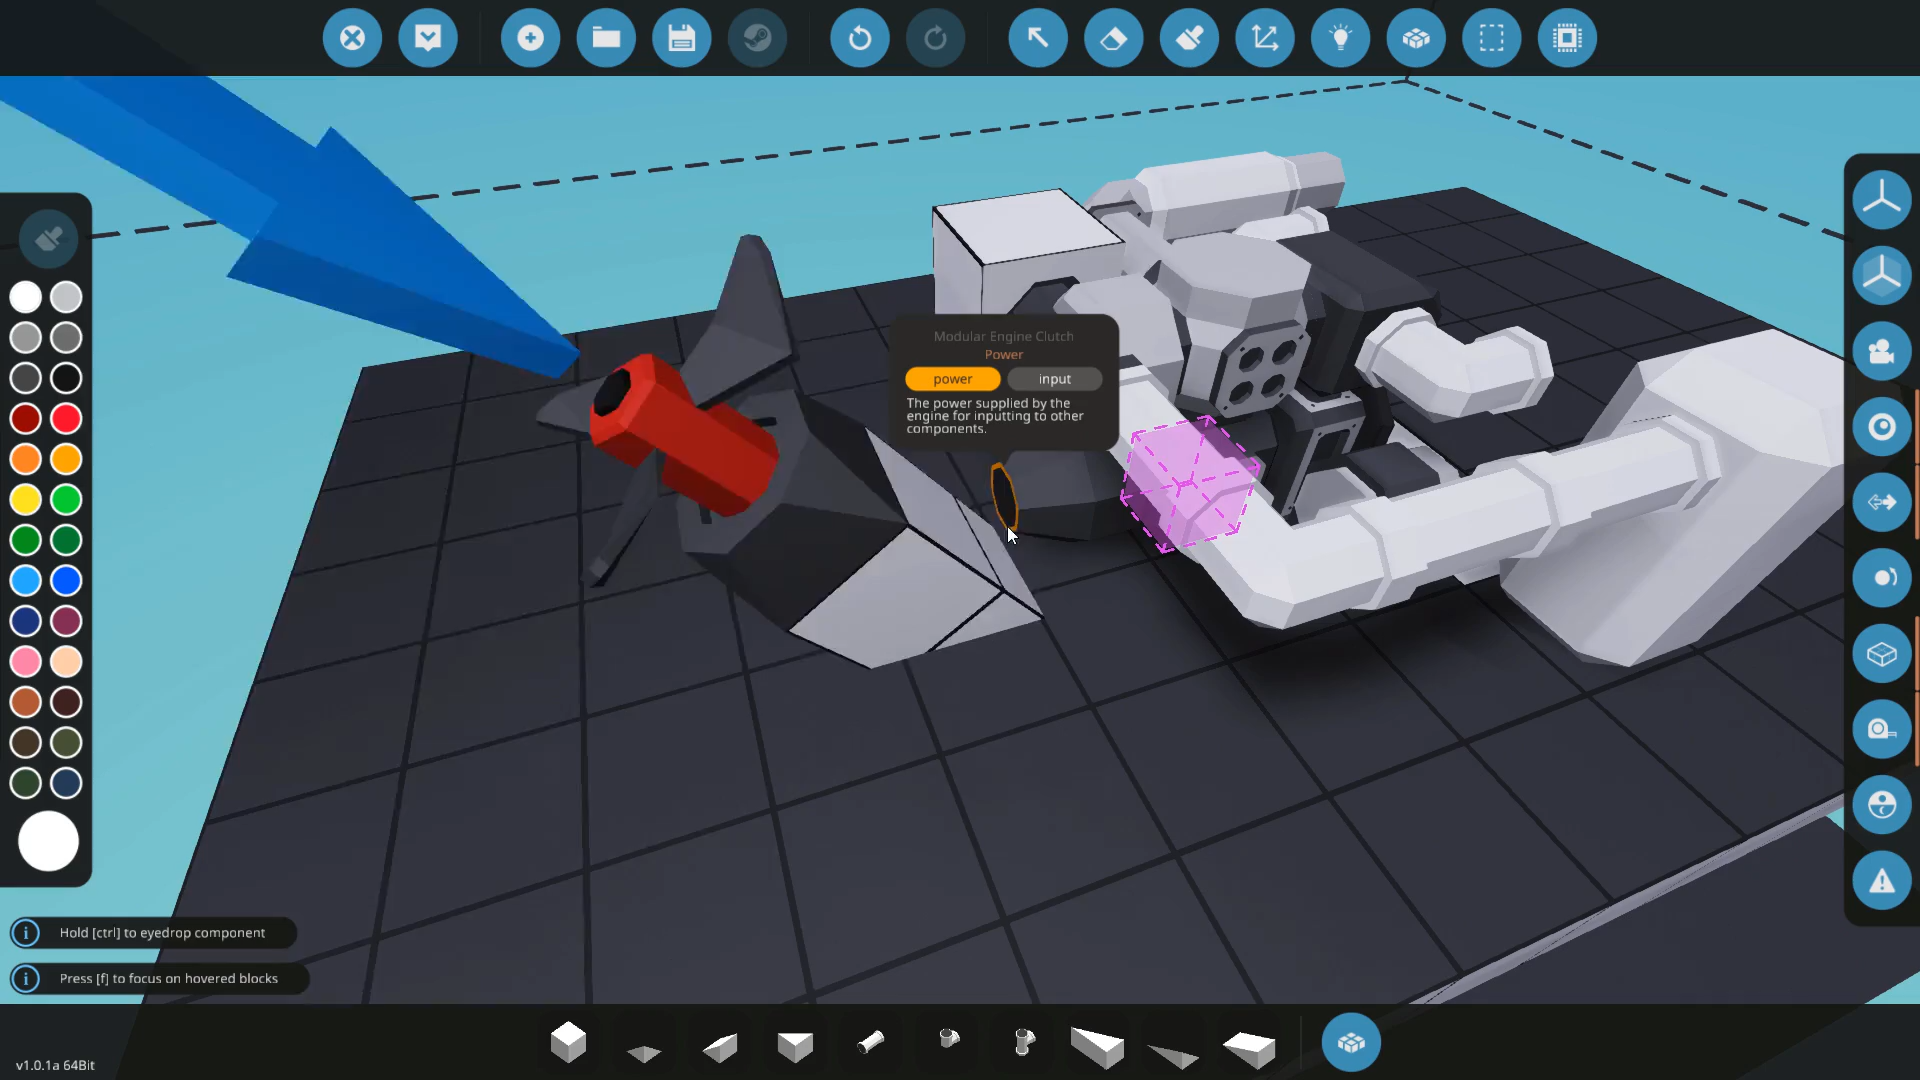 Modular Engine Clutch
Power
power
input
The power supplied by the
engine for inputting to other
components.
Hold [ctrl] to eyedrop component
Press [f] to focus on hovered blocks
v1.0.1a 64Bit